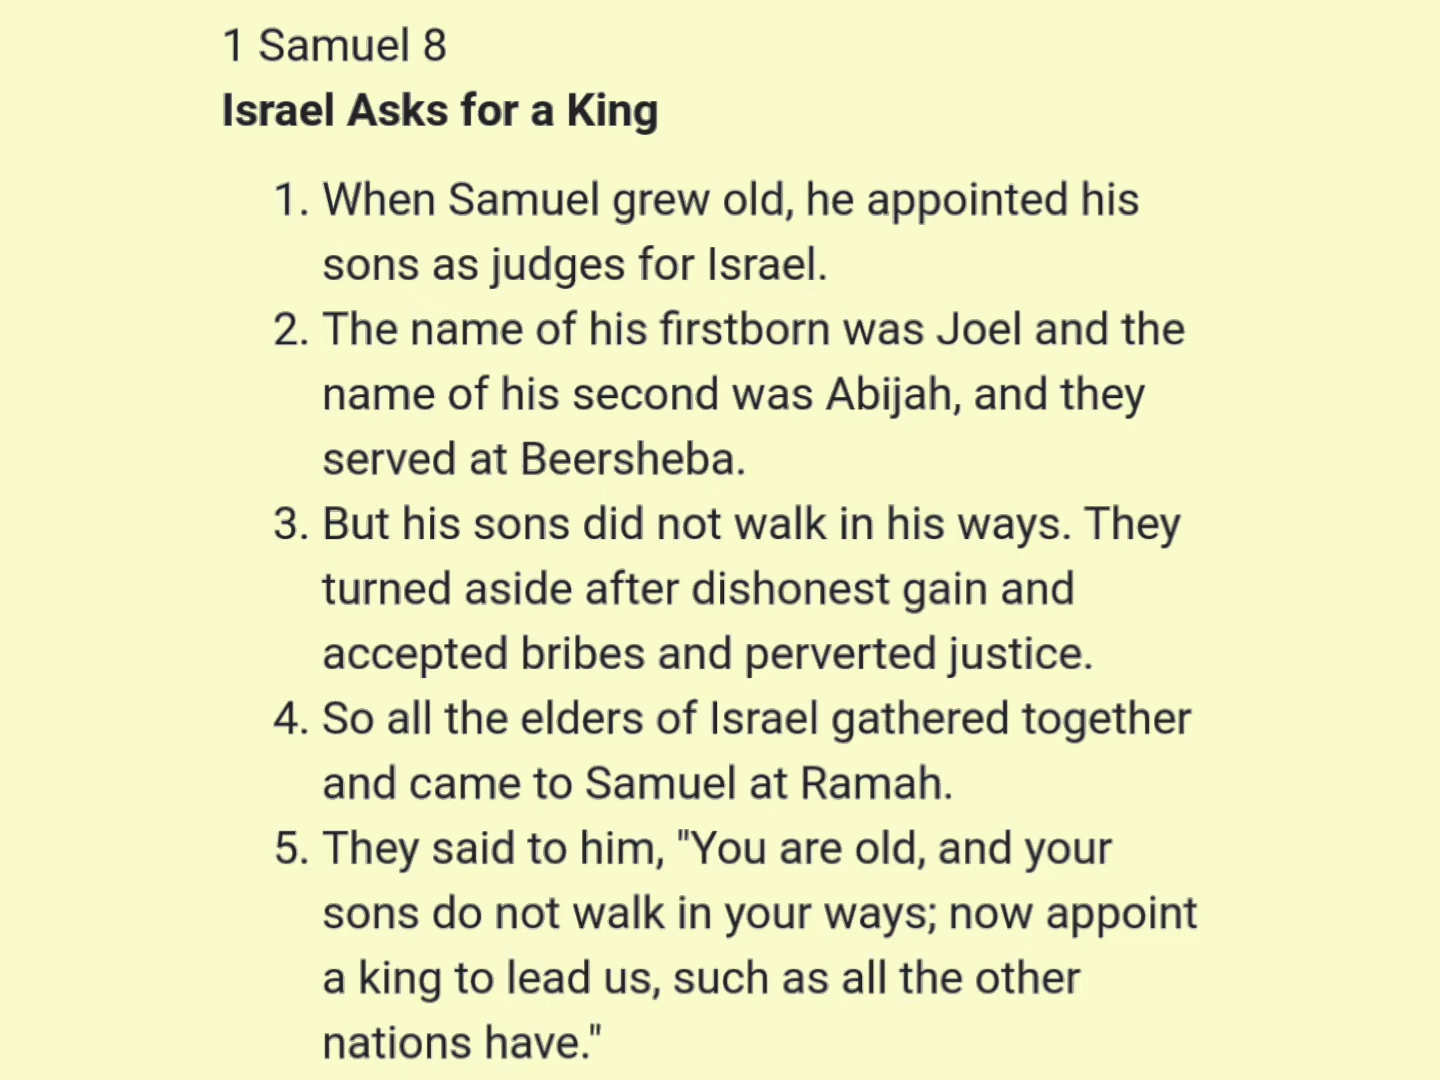 1 Samuel 8
Israel Asks for a King
1. When Samuel grew old, he appointed his
sons as judges for Israel.
2. The name of his firstborn was Joel and the
name of his second was Abijah, and they
served at Beersheba.
3. But his sons did not walk in his ways. They
turned aside after dishonest gain and
accepted bribes and perverted justice.
4. So all the elders of Israel gathered together
and came to Samuel at Ramah.
5. They said to him, "You are old, and your
sons do not walk in your ways; now appoint
a king to lead us, such as all the other
nations have."